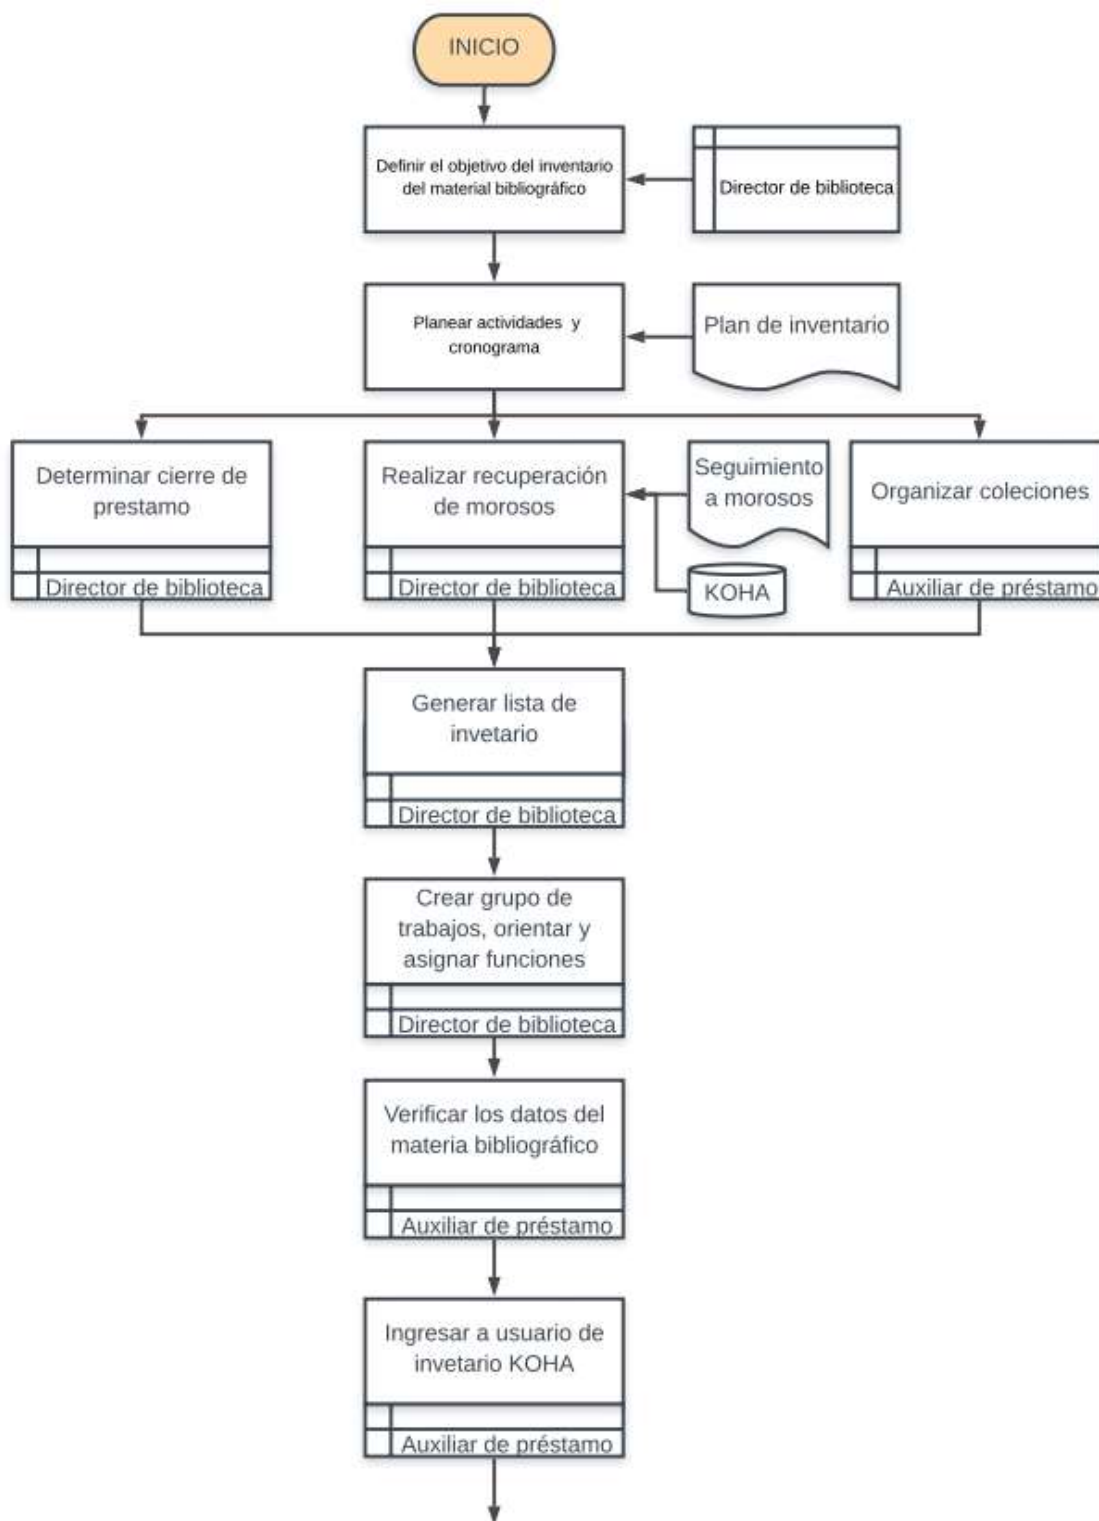 INICIO
Definir el objetivo del inventario
del material bibliográfico
Director de biblioteca
Planear actividades y
cronograma
Plan de inventario
Determinar cierre de
prestamo
Director de biblioteca
Realizar recuperación
de morosos
Director de biblioteca
Seguimiento
a morosos
KOHA
Organizar coleciones
Auxiliar de préstamo
Generar lista de
invetario
Director de biblioteca
Crear grupo de
trabajos, orientar y
asignar funciones
Director de biblioteca
Verificar los datos del
materia bibliográfico
Auxiliar de préstamo
Ingresar a usuario de
invetario KOHA
Auxiliar de préstamo